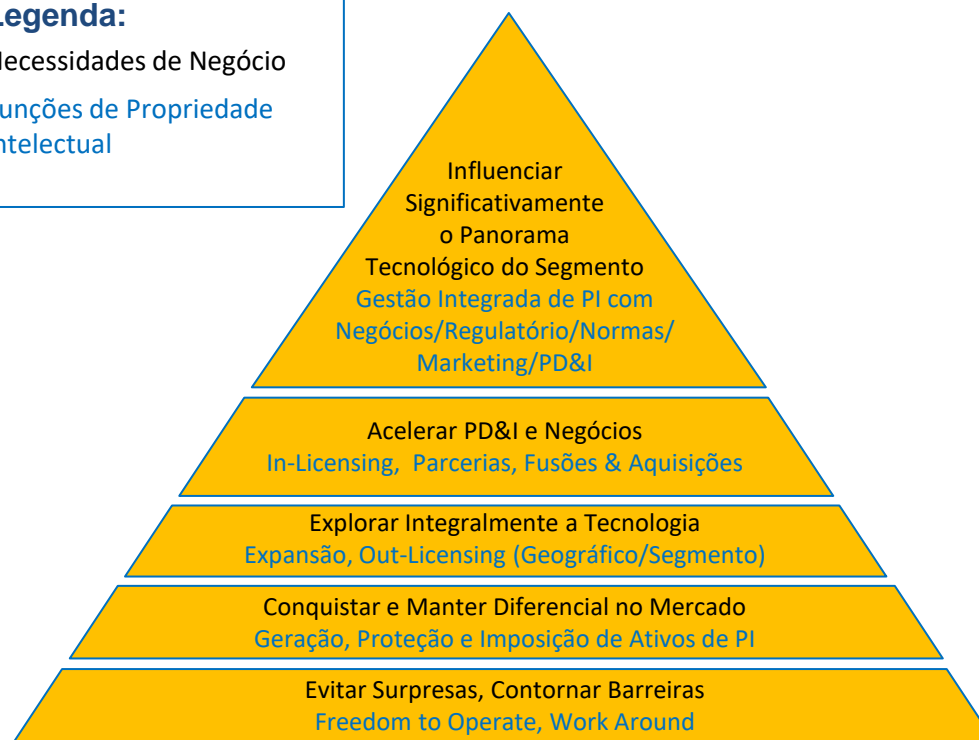 Legenda:
Necessidades de Negócio
unções de Propriedade
ntelectual
Influenciar
Significativamente
o Panorama
Tecnológico do Segmento
Gestão Integrada de PI com
Negócios/Regulatório/Normas/
Marketing/PD&I
Acelerar PD&I e Negócios
In-Licensing, Parcerias, Fusões & Aquisições
Explorar Integralmente a Tecnologia
Expansão, Out-Licensing (Geográfico/Segmento)
Conquistar e Manter Diferencial no Mercado
Geração, Proteção e Imposição de Ativos de PI
Evitar Surpresas, Contornar Barreiras
Freedom to Operate, Work Around